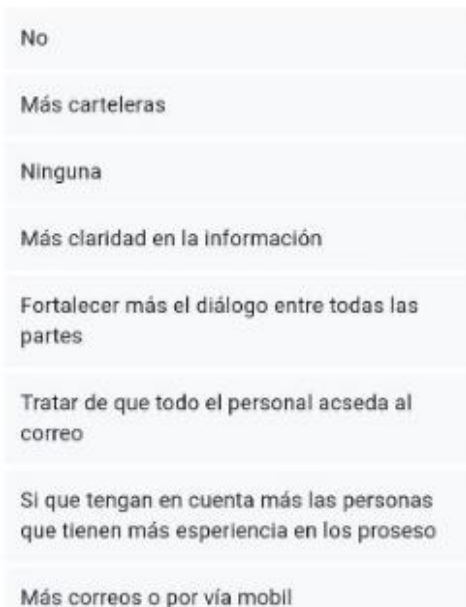 No
Más carteleras
Ninguna
Más claridad en la información
Fortalecer más el diálogo entre todas las
partes
Tratar de que todo el personal acseda al
correo
Si que tengan en cuenta más las personas
que tienen más esperiencia en los proseso
Más correos o por vía mobil